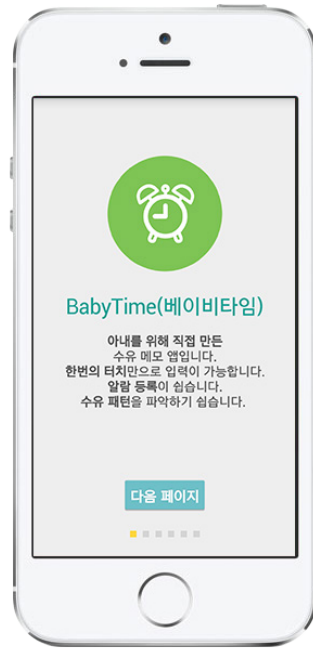 BabyTime(베이비타임)
아내를 위해 직접 만든
수유 메모 앱입니다.
한번의 터치만으로 입력이 가능합니다.
알람 등록이 쉽습니다.
수유 패턴을 파악하기 쉽습니다.
다음 페이지